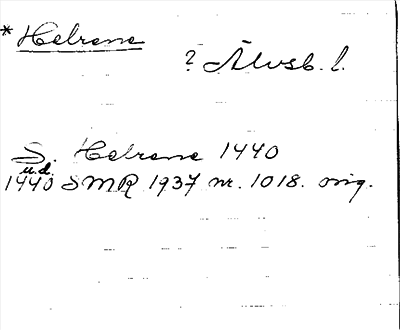 * Helrene
? Älvsb. l.
S. Helrene 1440
u.d.
1440 SMR 1937 nr. 1018. orig.